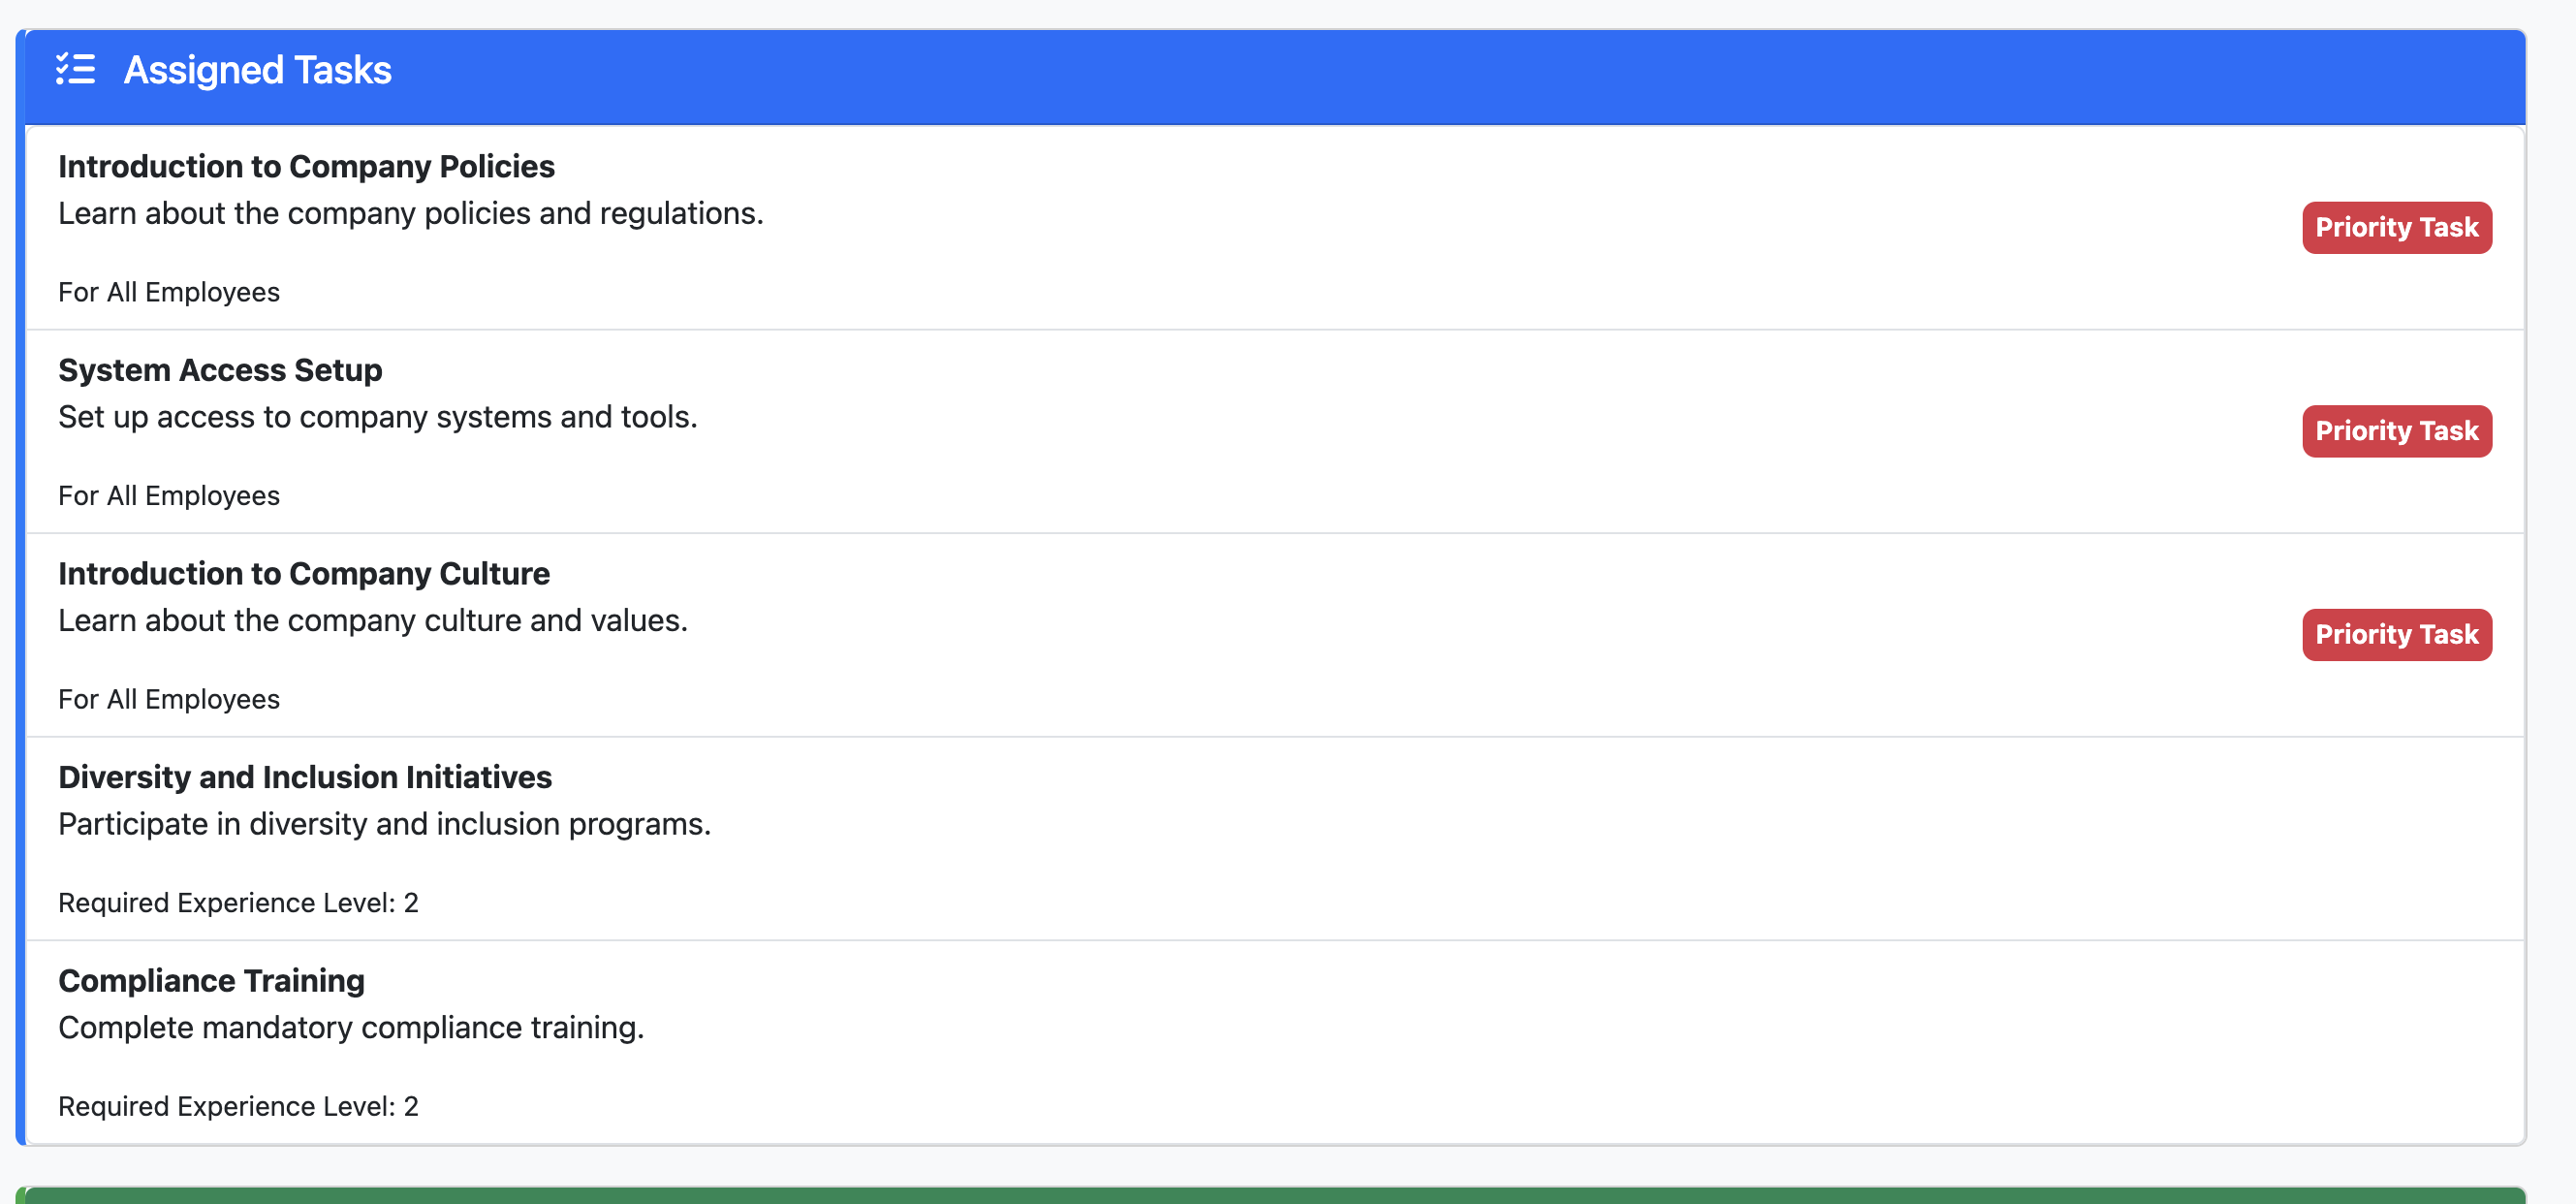 Assigned Tasks
Introduction to Company Policies
Learn about the company policies and regulations.
Priority Task
For All Employees
System Access Setup
Set up access to company systems and tools.
Priority Task
For All Employees
Introduction to Company Culture
Learn about the company culture and values.
Priority Task
For All Employees
Diversity and Inclusion Initiatives
Participate in diversity and inclusion programs.
Required Experience Level: 2
Compliance Training
Complete mandatory compliance training.
Required Experience Level: 2